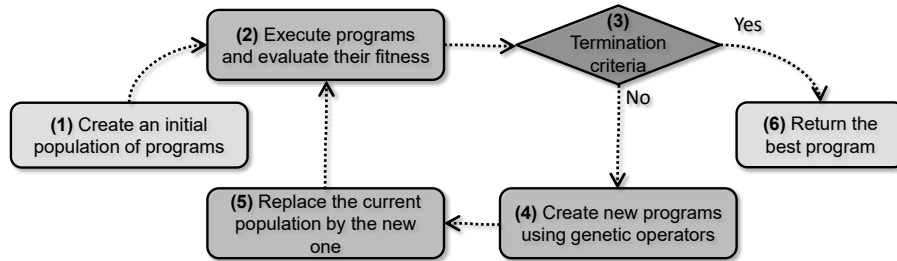 (1) Create an initial
population of programs
(2) Execute programs
and evaluate their fitness
(3)
Termination
criteria
Yes
No
(4) Create new programs
using genetic operators
(5) Replace the current
population by the new
one
(6) Return the
best program